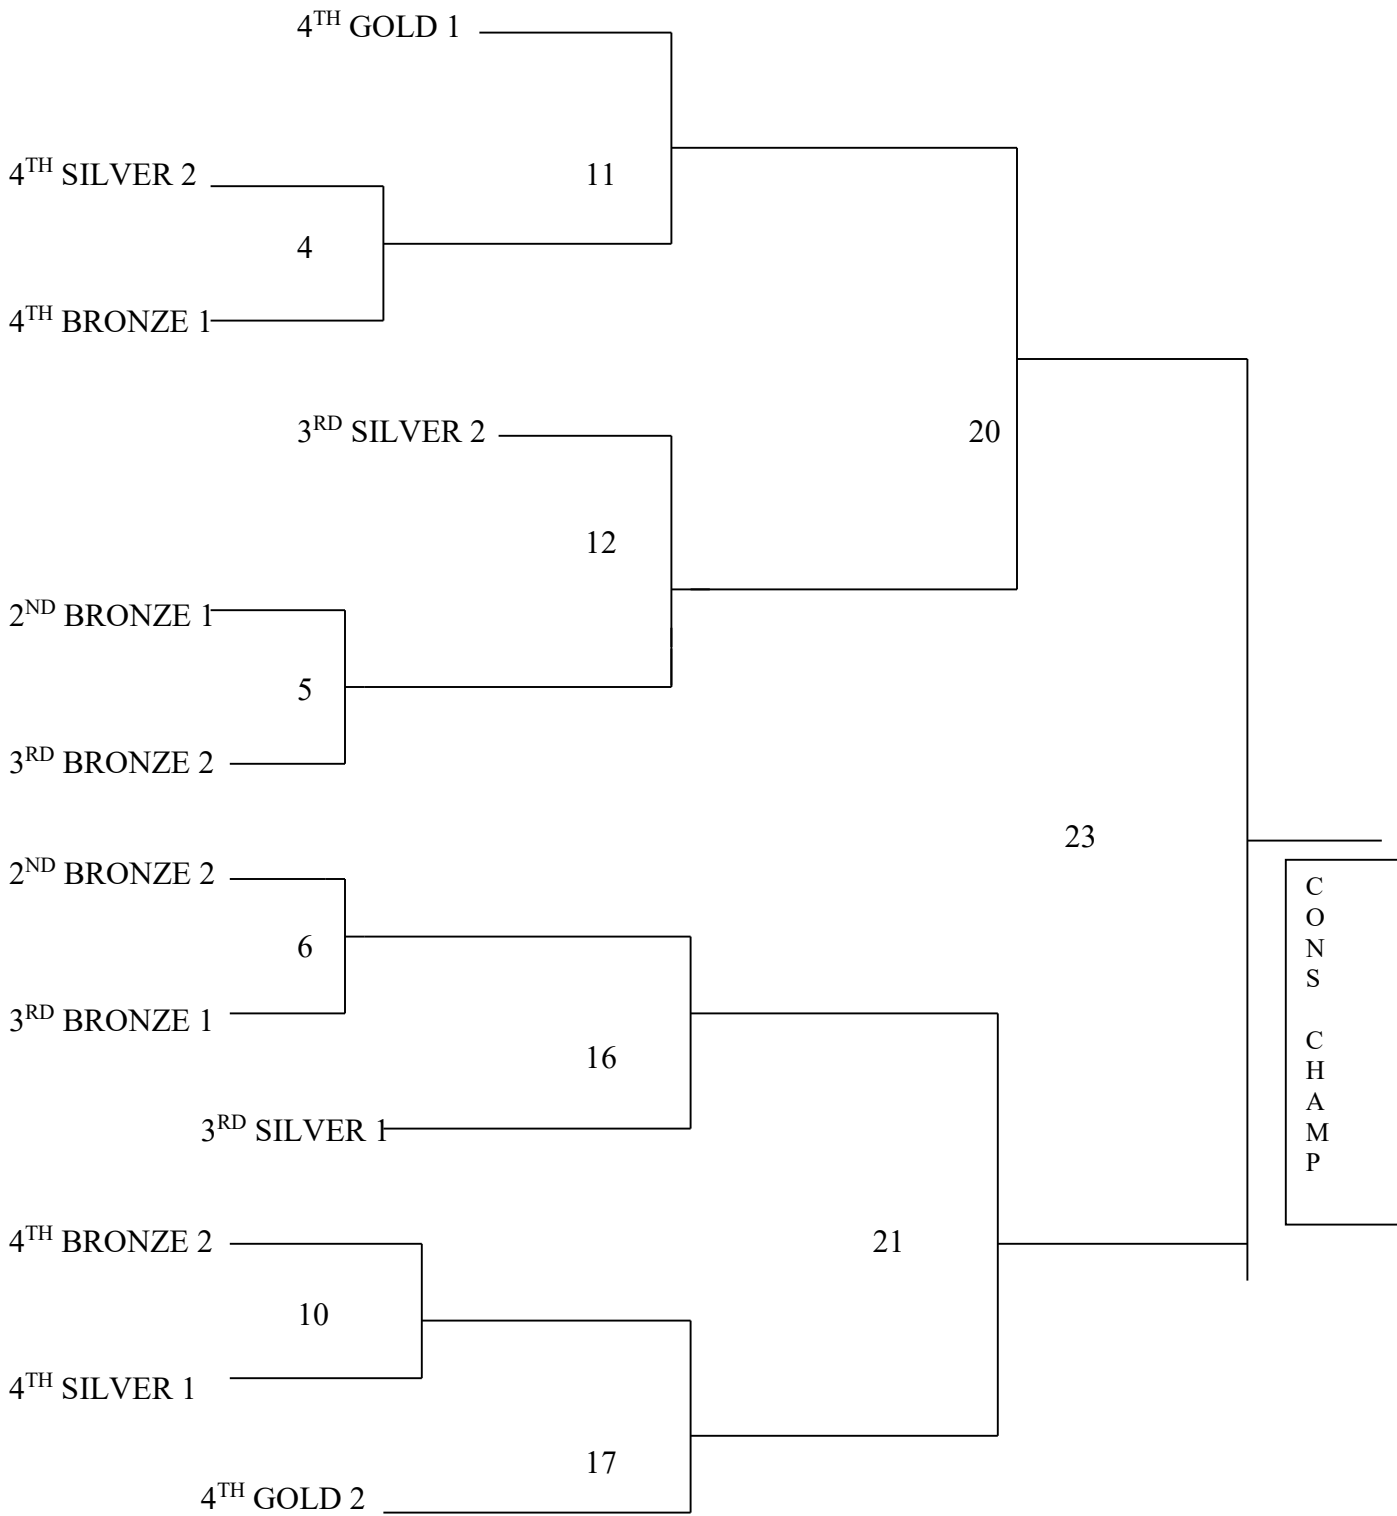 4TH GOLD 1
4TH SILVER 2
11
4
4TH BRONZE 1
3RD SILVER 2
20
12
2ND BRONZE 1
5
3RD BRONZE 2
23
2ND BRONZE 2
C
O
N
S
C
H
A
M
P
6
3RD BRONZE 1
16
3RD SILVER 1
4TH BRONZE 2
21
10
4TH SILVER 1
17
4TH GOLD 2